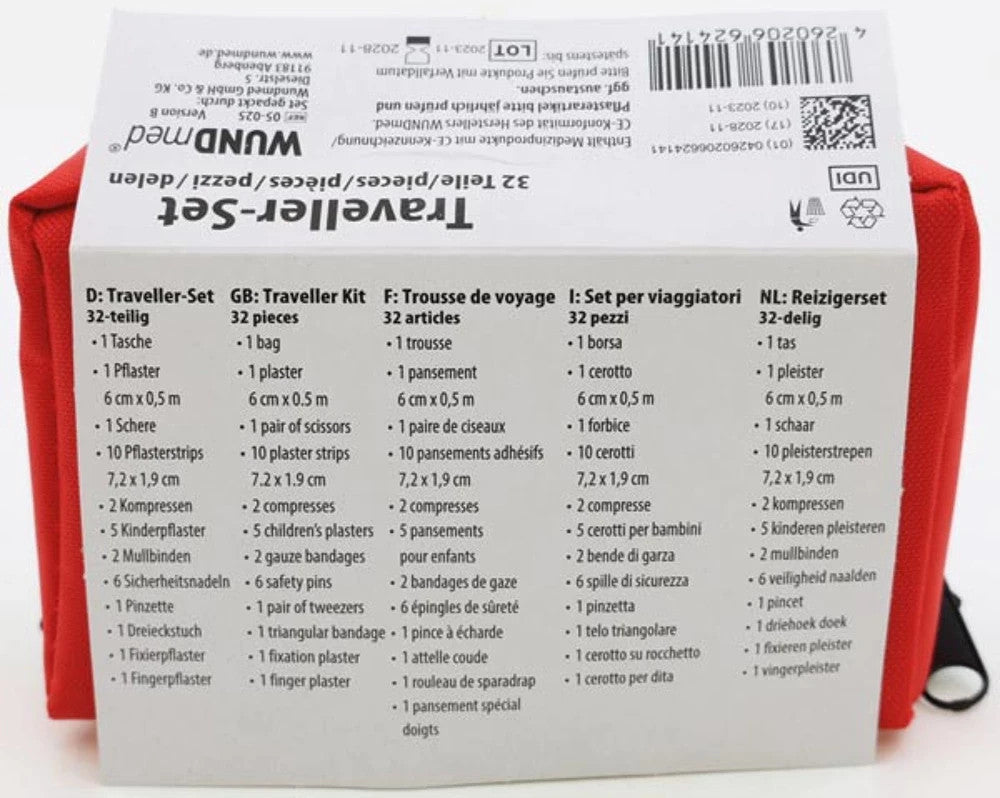 Traveller-Set
32 Teile/pièces/pezzi/delen
UDI
(01) 04260206624141
(17) 2028-11
(10) 2023-11
4 260206 624141
Enthält Medizinprodukte mit CE-Kennzeichnung/
CE-Konformität des Herstellers WUNDmed.
Pflasterartikel bitte jährlich prüfen und
ggf. austauschen.
Bitte prüfen Sie Produkte mit Verfalldatum
spätestens bis: LOT 2023-11 2028-11
WUNDmed®
REF 05-025 Version B
Set gepackt durch:
Wundmed GmbH & Co. KG
Dieselstr. 5
91183 Abenberg
www.wundmed.de
D: Traveller-Set
32-teilig
• 1 Tasche
• 1 Pflaster
6 cm x 0,5 m
• 1 Schere
• 10 Pflasterstrips
7,2 x 1,9 cm
• 2 Kompressen
• 5 Kinderpflaster
• 2 Mullbinden
• 6 Sicherheitsnadeln
• 1 Pinzette
• 1 Dreieckstuch
• 1 Fixierpflaster
• 1 Fingerpflaster
GB: Traveller Kit
32 pieces
• 1 bag
• 1 plaster
6 cm x 0.5 m
• 1 pair of scissors
• 10 plaster strips
7.2 x 1.9 cm
• 2 compresses
• 5 children's plasters
• 2 gauze bandages
• 6 safety pins
• 1 pair of tweezers
• 1 triangular bandage
• 1 fixation plaster
• 1 finger plaster
F: Trousse de voyage
32 articles
• 1 trousse
• 1 pansement
6 cm x 0,5 m
• 1 paire de ciseaux
• 10 pansements adhésifs
7,2 x 1,9 cm
• 2 compresses
• 5 pansements
pour enfants
• 2 bandages de gaze
• 6 épingles de sûreté
• 1 pince à écharde
• 1 attelle coude
• 1 rouleau de sparadrap
• 1 pansement spécial
doigts
I: Set per viaggiatori
32 pezzi
• 1 borsa
• 1 cerotto
6 cm x 0,5 m
• 1 forbice
• 10 cerotti
7,2 x 1,9 cm
• 2 compresse
• 5 cerotti per bambini
• 2 bende di garza
• 6 spille di sicurezza
• 1 pinzetta
• 1 telo triangolare
• 1 cerotto su rocchetto
• 1 cerotto per dita
NL: Reizigerset
32-delig
• 1 tas
• 1 pleister
6 cm x 0,5 m
• 1 schaar
• 10 pleisterstrepen
7,2 x 1,9 cm
• 2 kompressen
• 5 kinderen pleisteren
• 2 mullbinden
• 6 veiligheid naalden
• 1 pincet
• 1 driehoek doek
• 1 fixieren pleister
• 1 vingerpleister